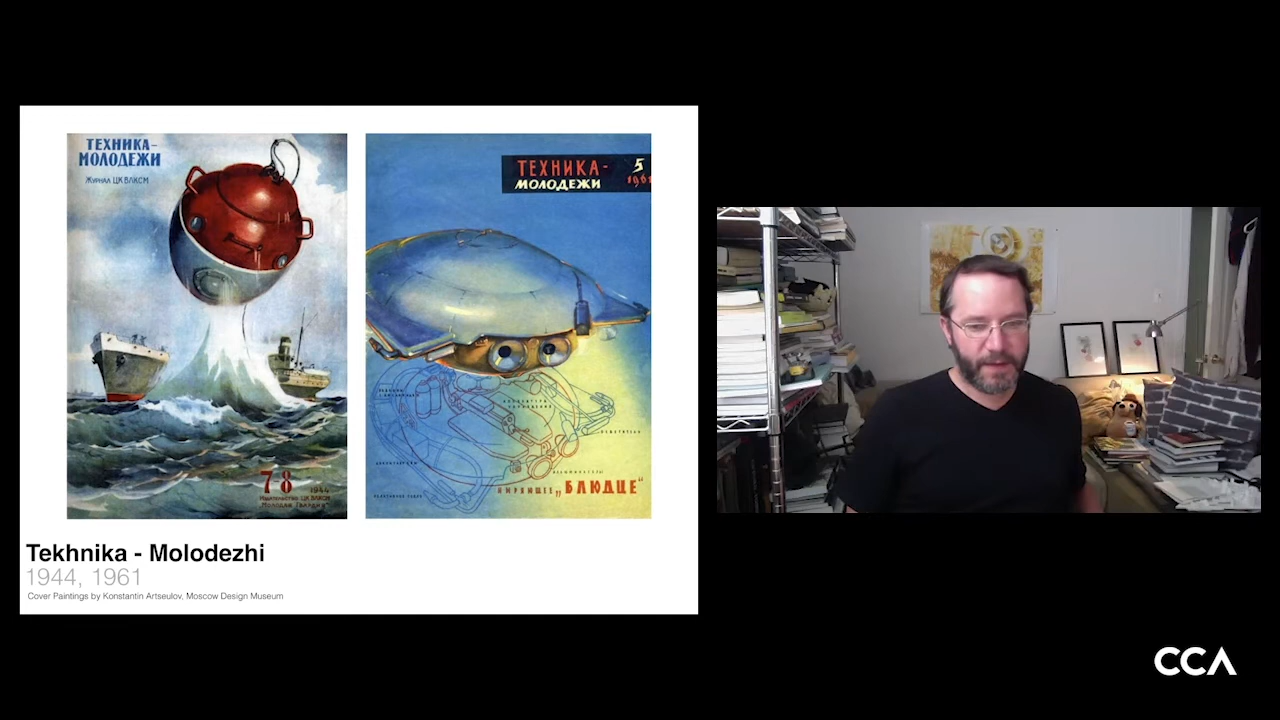 ТЕХНИКА-
МОЛОДЕЖИ
ЖУРНАЛ ЦК ВЛКСМ
7-8
1944
Издательство ЦК ВЛКСМ
"Молодая Гвардия"
ТЕХНИКА-
МОЛОДЕЖИ
5
1961
НЫРЯЮЩЕЕ „БЛЮДЦЕ“
Tekhnika - Molodezhi
1944, 1961
Cover Paintings by Konstantin Artseulov, Moscow Design Museum
CCA